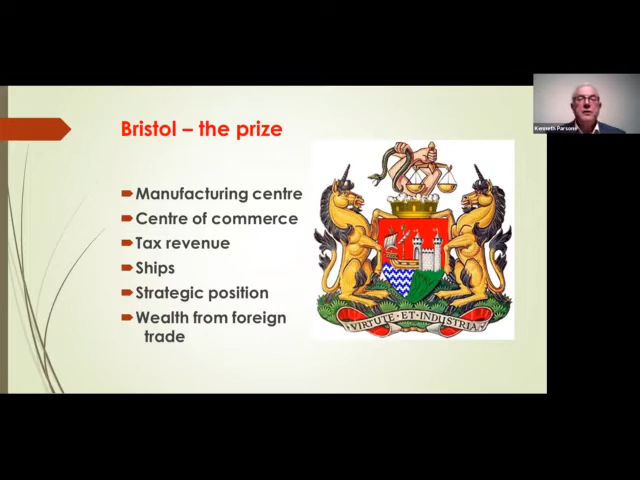 Bristol – the prize
Manufacturing centre
Centre of commerce
Tax revenue
Ships
Strategic position
Wealth from foreign
trade
VIRTUTE · ET · INDUSTRIA
Kenneth Parsons